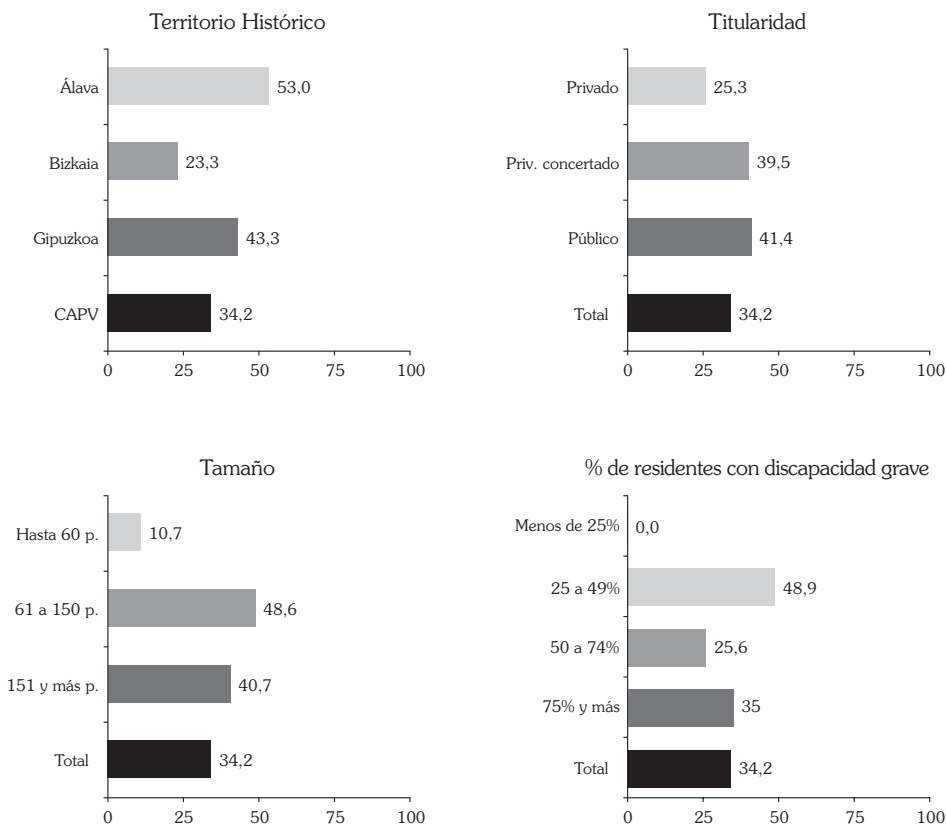 Territorio Histórico
Álava 53,0
Bizkaia 23,3
Gipuzkoa 43,3
CAPV 34,2
0 25 50 75 100
Titularidad
Privado 25,3
Priv. concertado 39,5
Público 41,4
Total 34,2
0 25 50 75 100
Tamaño
Hasta 60 p. 10,7
61 a 150 p. 48,6
151 y más p. 40,7
Total 34,2
0 25 50 75 100
% de residentes con discapacidad grave
Menos de 25% 0,0
25 a 49% 48,9
50 a 74% 25,6
75% y más 35
Total 34,2
0 25 50 75 100